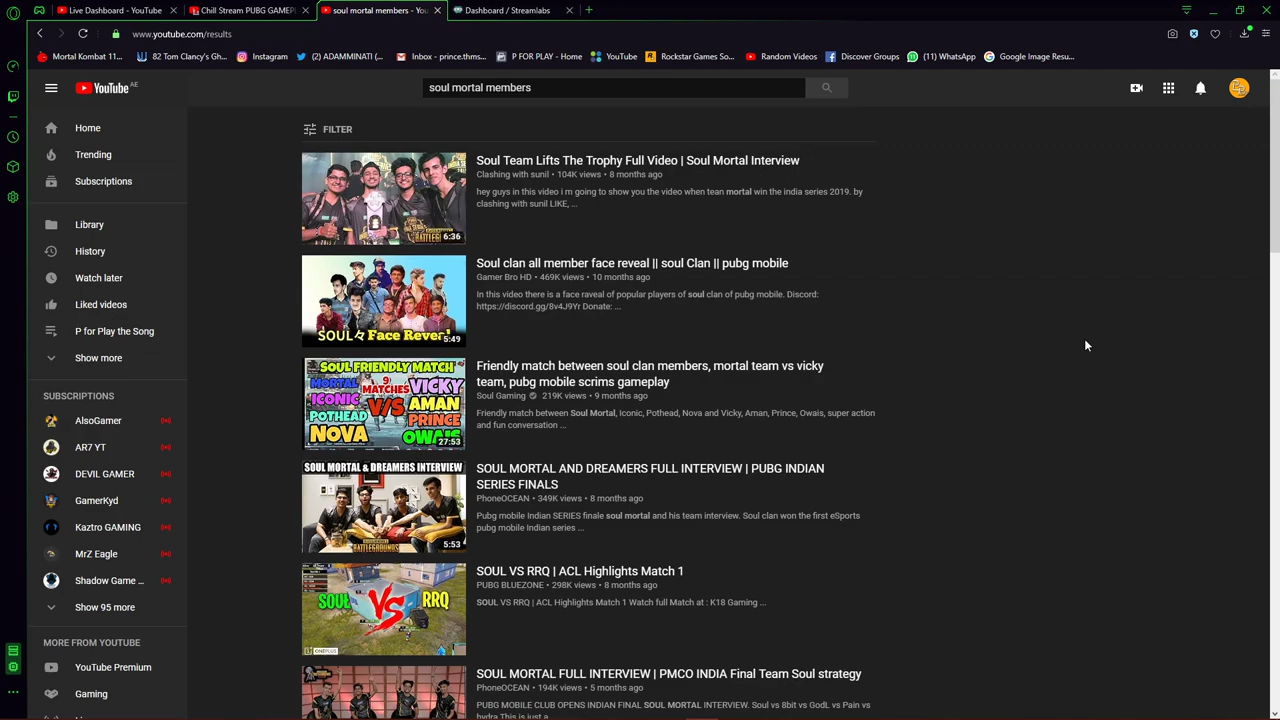 Live Dashboard - YouTube
Chill Stream PUBG GAMEPL
soul mortal members - You
Dashboard / Streamlabs
www.youtube.com/results
Mortal Kombat 11...
82 Tom Clancy's Gh...
Instagram
(2) ADAMMINATI (...
Inbox - prince.thms...
P FOR PLAY - Home
YouTube
Rockstar Games So...
Random Videos
Discover Groups
(11) WhatsApp
Google Image Resu...
YouTube AE
soul mortal members
Home
Trending
Subscriptions
Library
History
Watch later
Liked videos
P for Play the Song
Show more
SUBSCRIPTIONS
AlsoGamer
AR7 YT
DEVIL GAMER
GamerKyd
Kaztro GAMING
MrZ Eagle
Shadow Game ...
Show 95 more
MORE FROM YOUTUBE
YouTube Premium
Gaming
FILTER
6:36
Soul Team Lifts The Trophy Full Video | Soul Mortal Interview
Clashing with sunil • 104K views • 8 months ago
hey guys in this video i m going to show you the video when tean mortal win the india series 2019. by
clashing with sunil LIKE, ...
SOUL々 Face Reveal
5:49
Soul clan all member face reveal || soul Clan || pubg mobile
Gamer Bro HD • 469K views • 10 months ago
In this video there is a face reveal of popular players of soul clan of pubg mobile. Discord:
https://discord.gg/8v4J9Yr Donate: ...
SOUL FRIENDLY MATCH
MORTAL
ICONIC
POTHEAD
NOVA
9
MATCHES
V/S
VICKY
AMAN
PRINCE
OWAIS
27:53
Friendly match between soul clan members, mortal team vs vicky
team, pubg mobile scrims gameplay
Soul Gaming 219K views • 9 months ago
Friendly match between Soul Mortal, Iconic, Pothead, Nova and Vicky, Aman, Prince, Owais, super action
and fun conversation ...
SOUL MORTAL & DREAMERS INTERVIEW
BATTLEGROUNDS
5:53
SOUL MORTAL AND DREAMERS FULL INTERVIEW | PUBG INDIAN
SERIES FINALS
PhoneOCEAN • 349K views • 8 months ago
Pubg mobile Indian SERIES finale soul mortal and his team interview. Soul clan won the first eSports
pubg mobile Indian series ...
SOUL
VS
RRQ
ONEPLUS
SOUL VS RRQ | ACL Highlights Match 1
PUBG BLUEZONE • 298K views • 8 months ago
SOUL VS RRQ | ACL Highlights Match 1 Watch full Match at : K18 Gaming ...
SOUL MORTAL FULL INTERVIEW | PMCO INDIA Final Team Soul strategy
PhoneOCEAN • 194K views • 5 months ago
PUBG MOBILE CLUB OPENS INDIAN FINAL SOUL MORTAL INTERVIEW. Soul vs 8bit vs GodL vs Pain vs
hydra This is just a